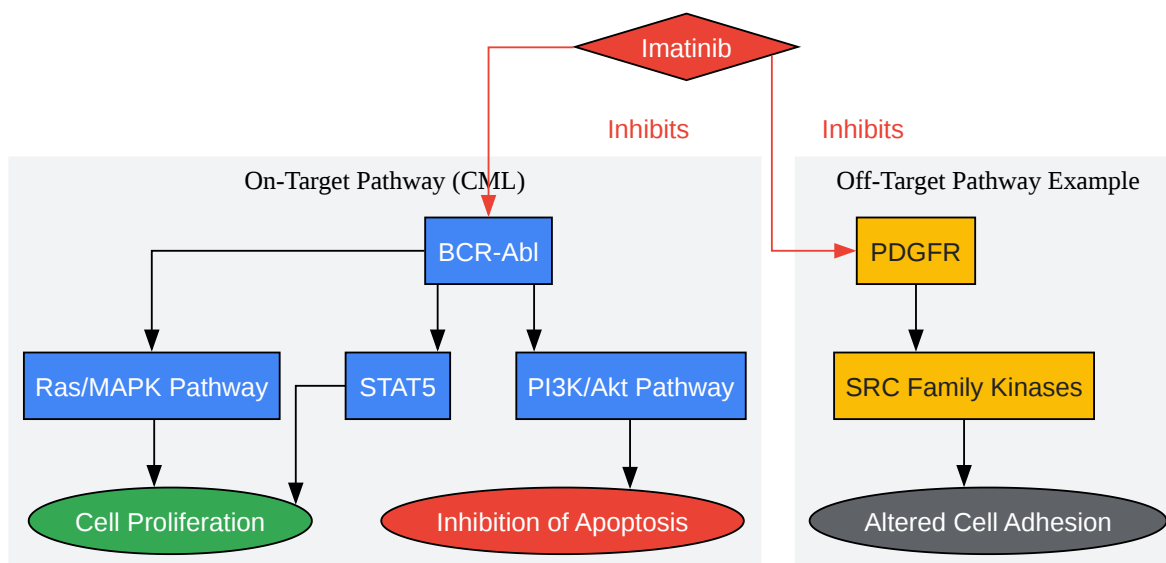 Imatinib
Inhibits
Inhibits
On-Target Pathway (CML)
Off-Target Pathway Example
BCR-Abl
PDGFR
Ras/MAPK Pathway
STAT5
PI3K/Akt Pathway
SRC Family Kinases
Cell Proliferation
Inhibition of Apoptosis
Altered Cell Adhesion